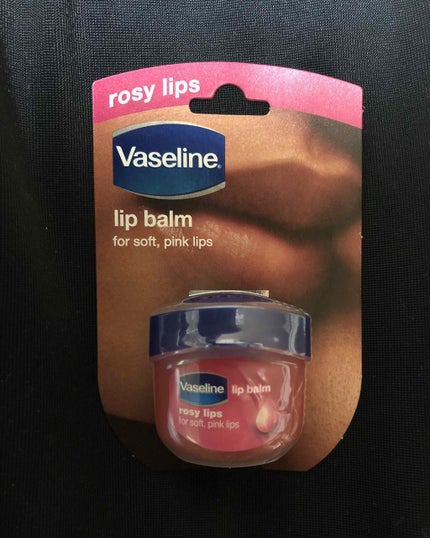 rosy lips
Vaseline
lip balm
for soft, pink lips
Vaseline lip balm
rosy lips
for soft, pink lips